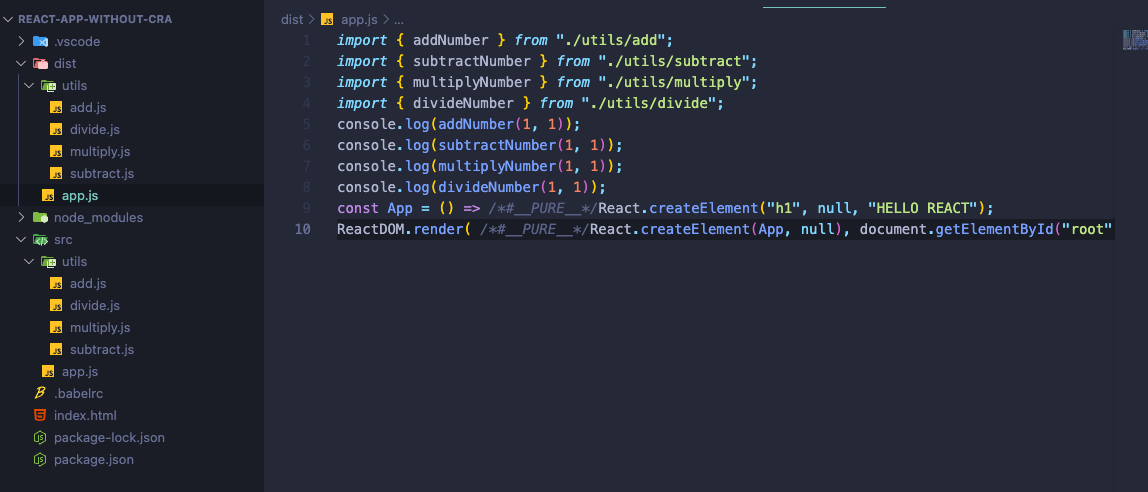 REACT-APP-WITHOUT-CRA
.vscode
dist
utils
add.js
divide.js
multiply.js
subtract.js
app.js
node_modules
src
utils
add.js
divide.js
multiply.js
subtract.js
app.js
.babelrc
index.html
package-lock.json
package.json
dist > app.js > ...
1 import { addNumber } from "./utils/add";
2 import { subtractNumber } from "./utils/subtract";
3 import { multiplyNumber } from "./utils/multiply";
4 import { divideNumber } from "./utils/divide";
5 console.log(addNumber(1, 1));
6 console.log(subtractNumber(1, 1));
7 console.log(multiplyNumber(1, 1));
8 console.log(divideNumber(1, 1));
9 const App = () => /*#__PURE__*/React.createElement("h1", null, "HELLO REACT");
10 ReactDOM.render( /*#__PURE__*/React.createElement(App, null), document.getElementById("root"